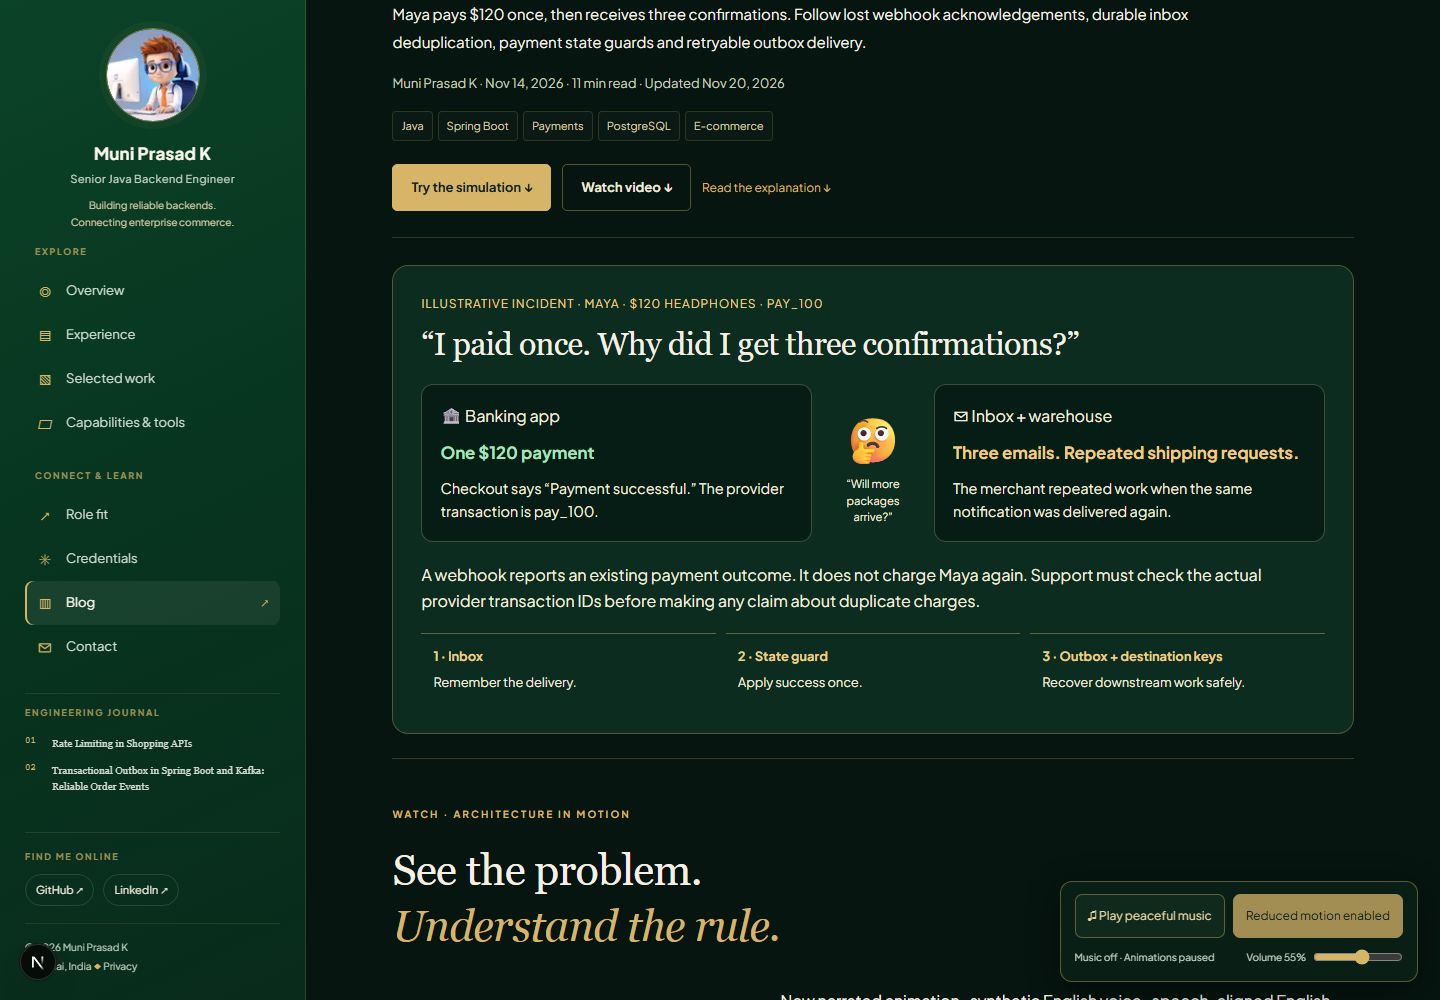 Muni Prasad K
Senior Java Backend Engineer
Building reliable backends.
Connecting enterprise commerce.
EXPLORE
Overview
Experience
Selected work
Capabilities & tools
CONNECT & LEARN
Role fit
Credentials
Blog ↗
Contact
ENGINEERING JOURNAL
01 Rate Limiting in Shopping APIs
02 Transactional Outbox in Spring Boot and Kafka:
Reliable Order Events
FIND ME ONLINE
GitHub ↗ LinkedIn ↗
26 Muni Prasad K
ai, India ◆ Privacy
N
Maya pays $120 once, then receives three confirmations. Follow lost webhook acknowledgements, durable inbox
deduplication, payment state guards and retryable outbox delivery.
Muni Prasad K · Nov 14, 2026 · 11 min read · Updated Nov 20, 2026
Java Spring Boot Payments PostgreSQL E-commerce
Try the simulation ↓ Watch video ↓ Read the explanation ↓
ILLUSTRATIVE INCIDENT · MAYA · $120 HEADPHONES · PAY_100
“I paid once. Why did I get three confirmations?”
Banking app
One $120 payment
Checkout says “Payment successful.” The provider
transaction is pay_100.
“Will more
packages
arrive?”
Inbox + warehouse
Three emails. Repeated shipping requests.
The merchant repeated work when the same
notification was delivered again.
A webhook reports an existing payment outcome. It does not charge Maya again. Support must check the actual
provider transaction IDs before making any claim about duplicate charges.
1 · Inbox
Remember the delivery.
2 · State guard
Apply success once.
3 · Outbox + destination keys
Recover downstream work safely.
WATCH · ARCHITECTURE IN MOTION
See the problem.
Understand the rule.
♫ Play peaceful music Reduced motion enabled
Music off · Animations paused Volume 55%
New narrated animation · synthetic English voice · speech-aligned English